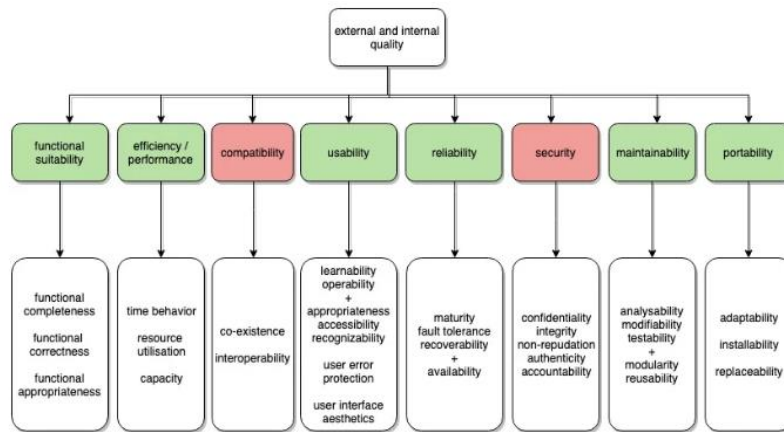 external and internal
quality
functional
suitability
efficiency /
performance
compatibility
usability
reliability
security
maintainability
portability
functional
completeness
functional
correctness
functional
appropriateness
time behavior
resource
utilisation
capacity
co-existence
interoperability
learnability
operability
+
appropriateness
accessibility
recognizability
user error
protection
user interface
aesthetics
maturity
fault tolerance
recoverability
+
availability
confidentiality
integrity
non-repudation
authenticity
accountability
analysability
modifiability
testability
+
modularity
reusability
adaptability
installability
replaceability